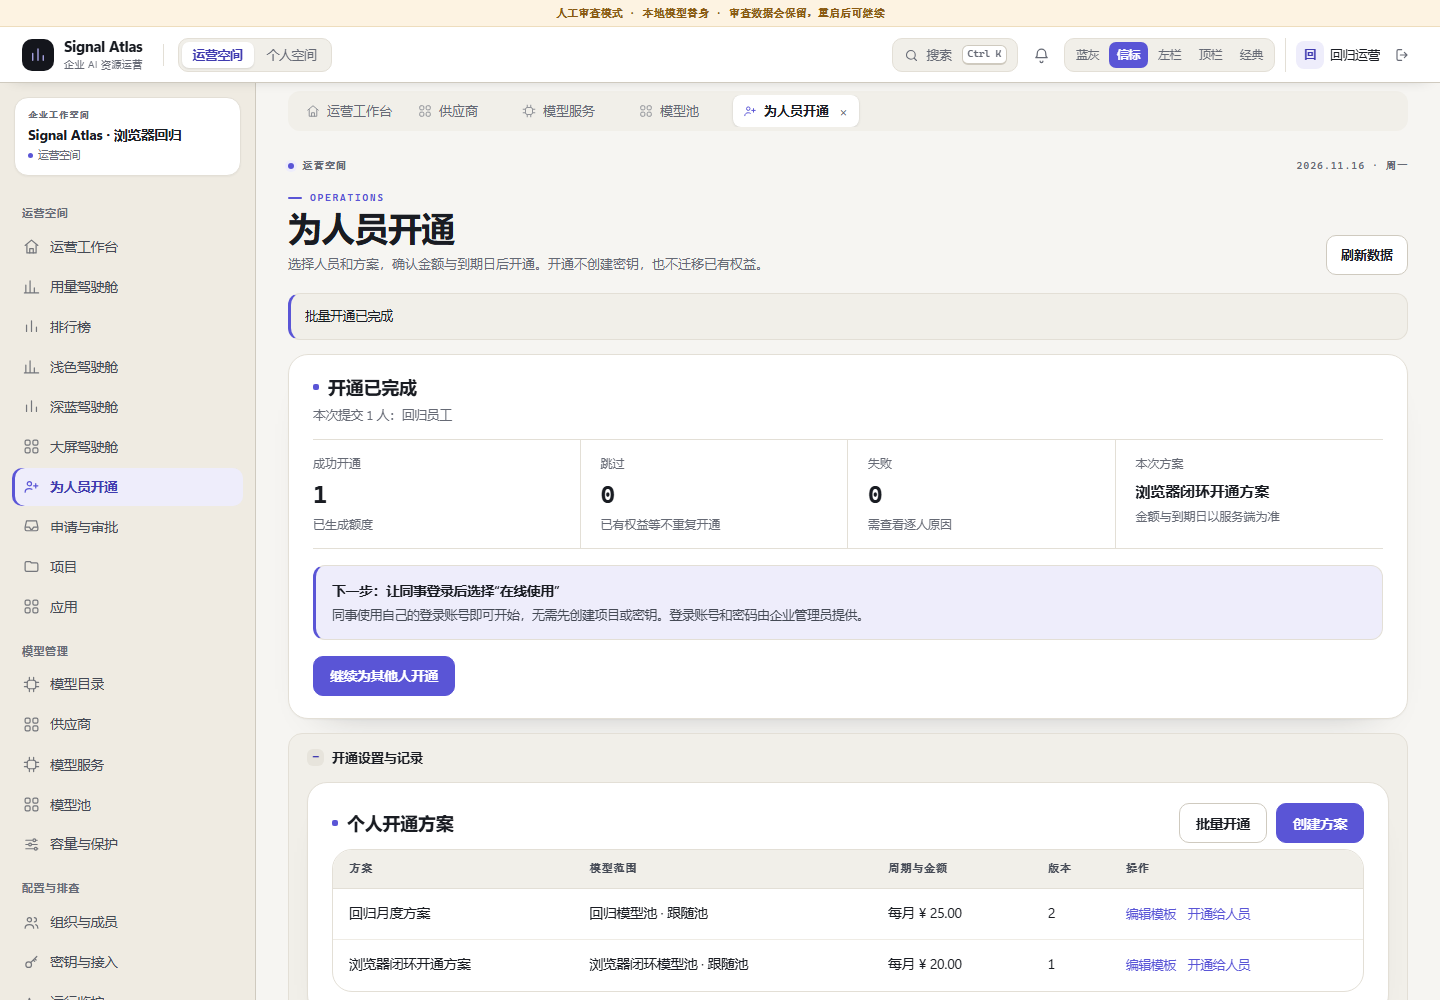 人工审查模式 · 本地模型替身 · 审查数据会保留，重启后可继续
Signal Atlas
企业 AI 资源运营
运营空间 个人空间
搜索 Ctrl K
蓝灰 信标 左栏 顶栏 经典
回 回归运营
企业工作空间
Signal Atlas · 浏览器回归
运营空间
运营空间
运营工作台
用量驾驶舱
排行榜
浅色驾驶舱
深蓝驾驶舱
大屏驾驶舱
为人员开通
申请与审批
项目
应用
模型管理
模型目录
供应商
模型服务
模型池
容量与保护
配置与排查
组织与成员
密钥与接入
运营工作台 供应商 模型服务 模型池 为人员开通 ×
运营空间
2026.11.16 · 周一
OPERATIONS
为人员开通
选择人员和方案，确认金额与到期日后开通。开通不创建密钥，也不迁移已有权益。
刷新数据
批量开通已完成
开通已完成
本次提交 1 人：回归员工
成功开通 跳过 失败 本次方案
1 0 0 浏览器闭环开通方案
已生成额度 已有权益等不重复开通 需查看逐人原因 金额与到期日以服务端为准
下一步：让同事登录后选择“在线使用”
同事使用自己的登录账号即可开始，无需先创建项目或密钥。登录账号和密码由企业管理员提供。
继续为其他人开通
− 开通设置与记录
个人开通方案
批量开通 创建方案
方案 模型范围 周期与金额 版本 操作
回归月度方案 回归模型池 · 跟随池 每月 ¥ 25.00 2 编辑模板 开通给人员
浏览器闭环开通方案 浏览器闭环模型池 · 跟随池 每月 ¥ 20.00 1 编辑模板 开通给人员